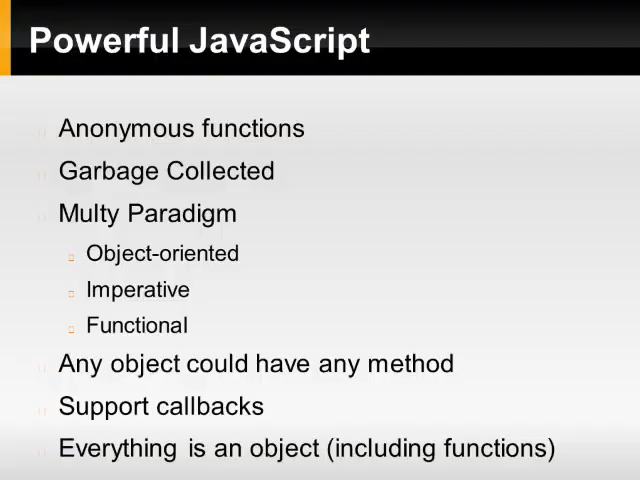 Powerful JavaScript
Anonymous functions
Garbage Collected
Multy Paradigm
Object-oriented
Imperative
Functional
Any object could have any method
Support callbacks
Everything is an object (including functions)